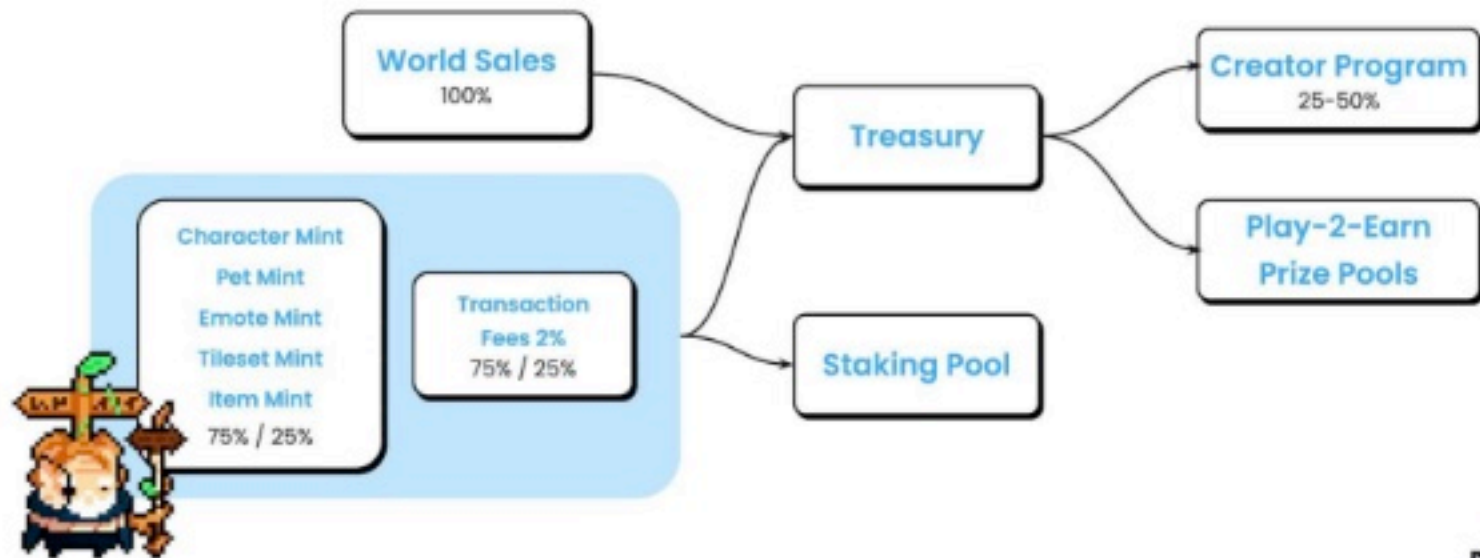 World Sales
100%
Character Mint
Pet Mint
Emote Mint
Tileset Mint
Item Mint
75% / 25%
Transaction
Fees 2%
75% / 25%
Treasury
Staking Pool
Creator Program
25-50%
Play-2-Earn
Prize Pools